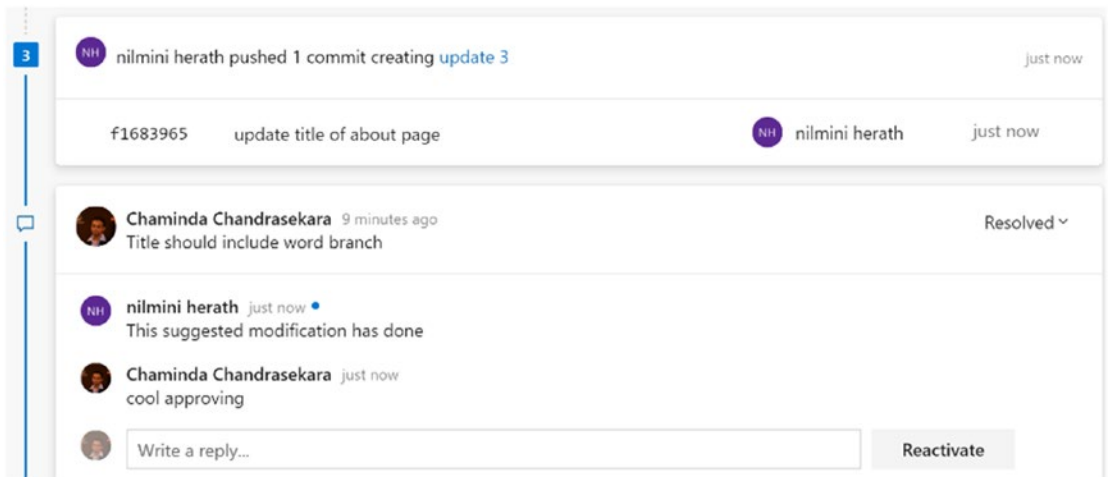 3
NH nilmini herath pushed 1 commit creating update 3 just now
f1683965 update title of about page NH nilmini herath just now
Chaminda Chandrasekara 9 minutes ago Resolved
Title should include word branch
NH nilmini herath just now
This suggested modification has done
Chaminda Chandrasekara just now
cool approving
Write a reply... Reactivate